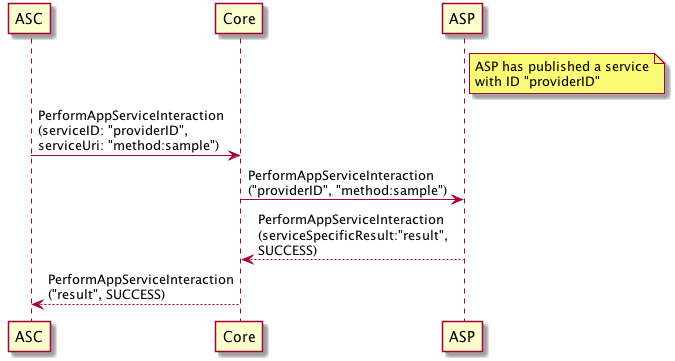 ASC
Core
ASP
ASP has published a service
with ID "providerID"
PerformAppServiceInteraction
(serviceID: "providerID",
serviceUri: "method:sample")
PerformAppServiceInteraction
("providerID", "method:sample")
PerformAppServiceInteraction
(serviceSpecificResult:"result",
SUCCESS)
PerformAppServiceInteraction
("result", SUCCESS)
ASC
Core
ASP